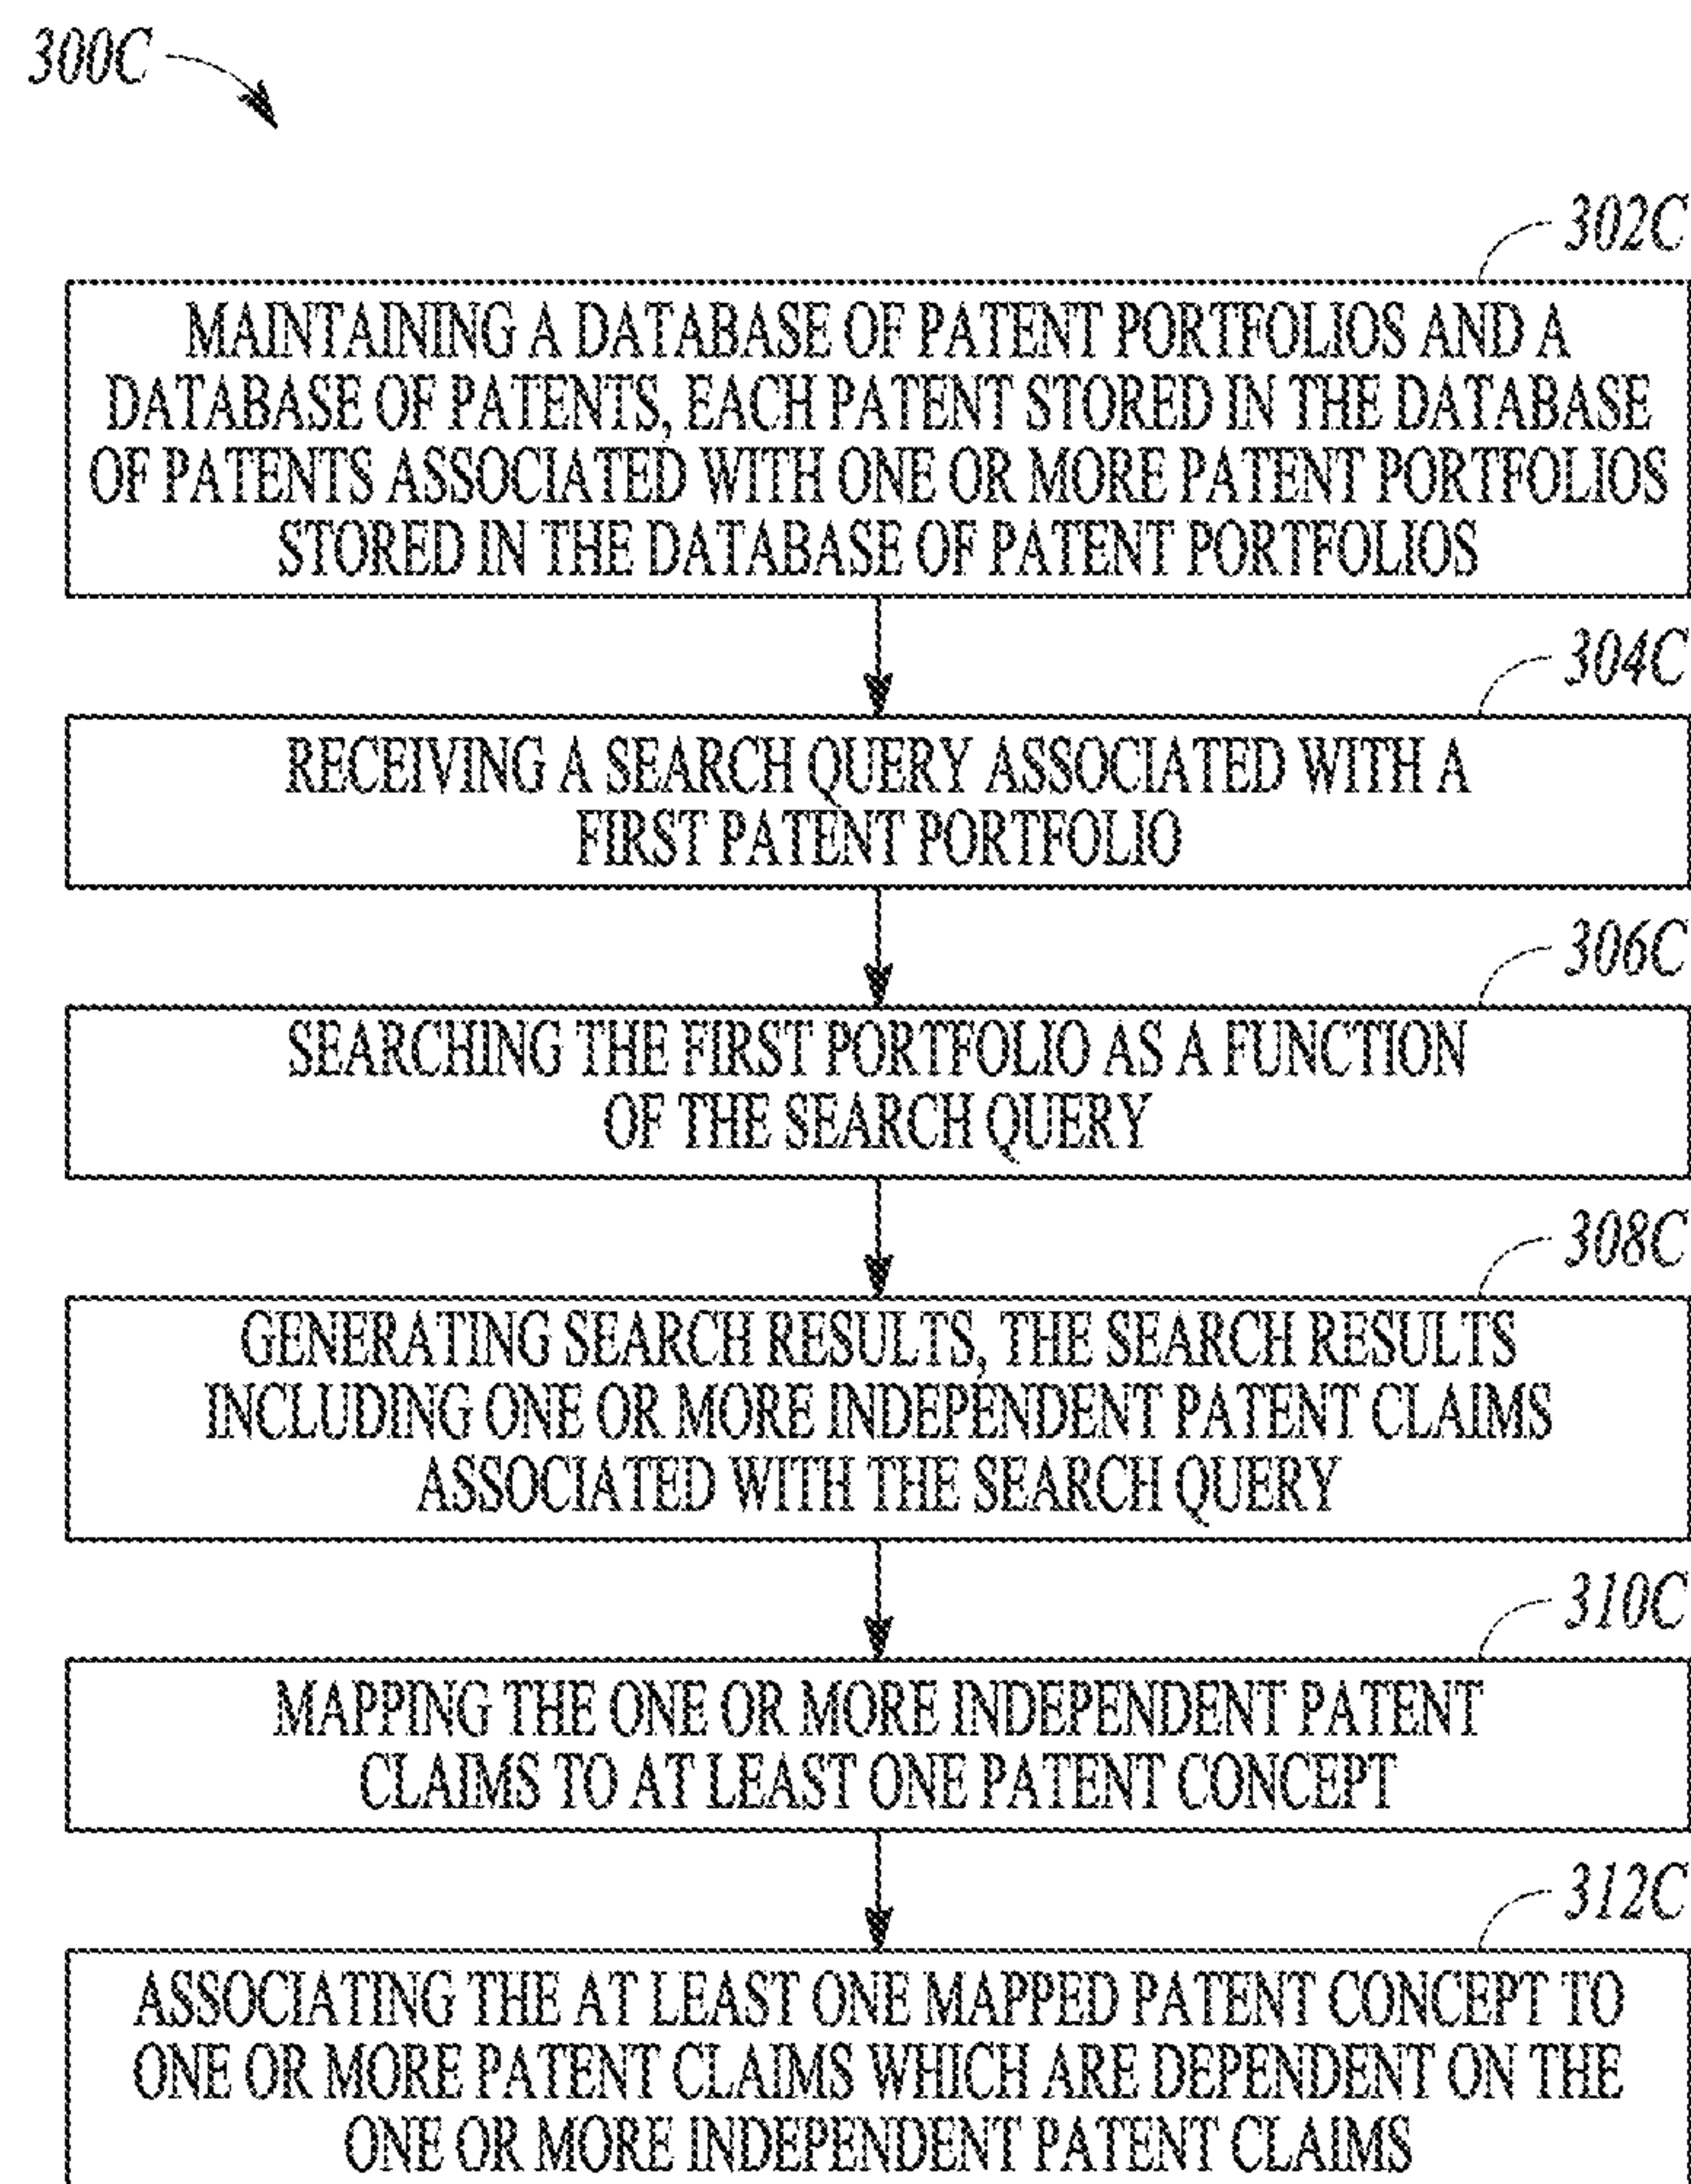 300C
302C
MAINTAINING A DATABASE OF PATENT PORTFOLIOS AND A
DATABASE OF PATENTS, EACH PATENT STORED IN THE DATABASE
OF PATENTS ASSOCIATED WITH ONE OR MORE PATENT PORTFOLIOS
STORED IN THE DATABASE OF PATENT PORTFOLIOS
304C
RECEIVING A SEARCH QUERY ASSOCIATED WITH A
FIRST PATENT PORTFOLIO
306C
SEARCHING THE FIRST PORTFOLIO AS A FUNCTION
OF THE SEARCH QUERY
308C
GENERATING SEARCH RESULTS, THE SEARCH RESULTS
INCLUDING ONE OR MORE INDEPENDENT PATENT CLAIMS
ASSOCIATED WITH THE SEARCH QUERY
310C
MAPPING THE ONE OR MORE INDEPENDENT PATENT
CLAIMS TO AT LEAST ONE PATENT CONCEPT
312C
ASSOCIATING THE AT LEAST ONE MAPPED PATENT CONCEPT TO
ONE OR MORE PATENT CLAIMS WHICH ARE DEPENDENT ON THE
ONE OR MORE INDEPENDENT PATENT CLAIMS